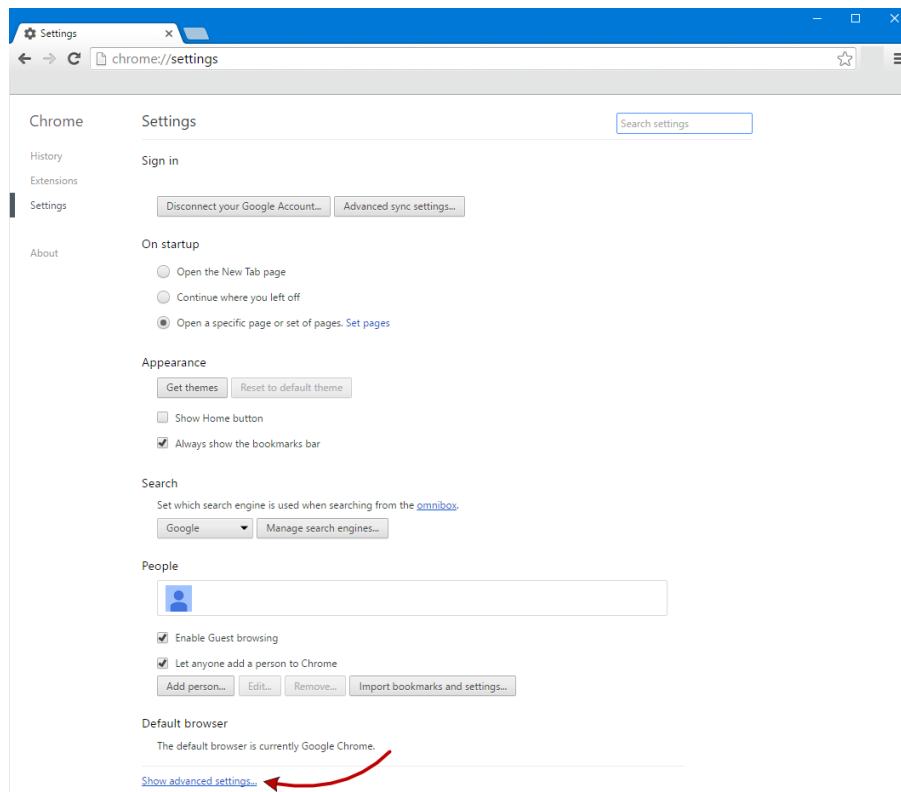 Settings
chrome://settings
Chrome
Settings
Search settings
History
Extensions
Settings
About
Sign in
Disconnect your Google Account... Advanced sync settings...
On startup
Open the New Tab page
Continue where you left off
Open a specific page or set of pages. Set pages
Appearance
Get themes Reset to default theme
Show Home button
Always show the bookmarks bar
Search
Set which search engine is used when searching from the omnibox.
Google Manage search engines...
People
Enable Guest browsing
Let anyone add a person to Chrome
Add person... Edit... Remove... Import bookmarks and settings...
Default browser
The default browser is currently Google Chrome.
Show advanced settings...